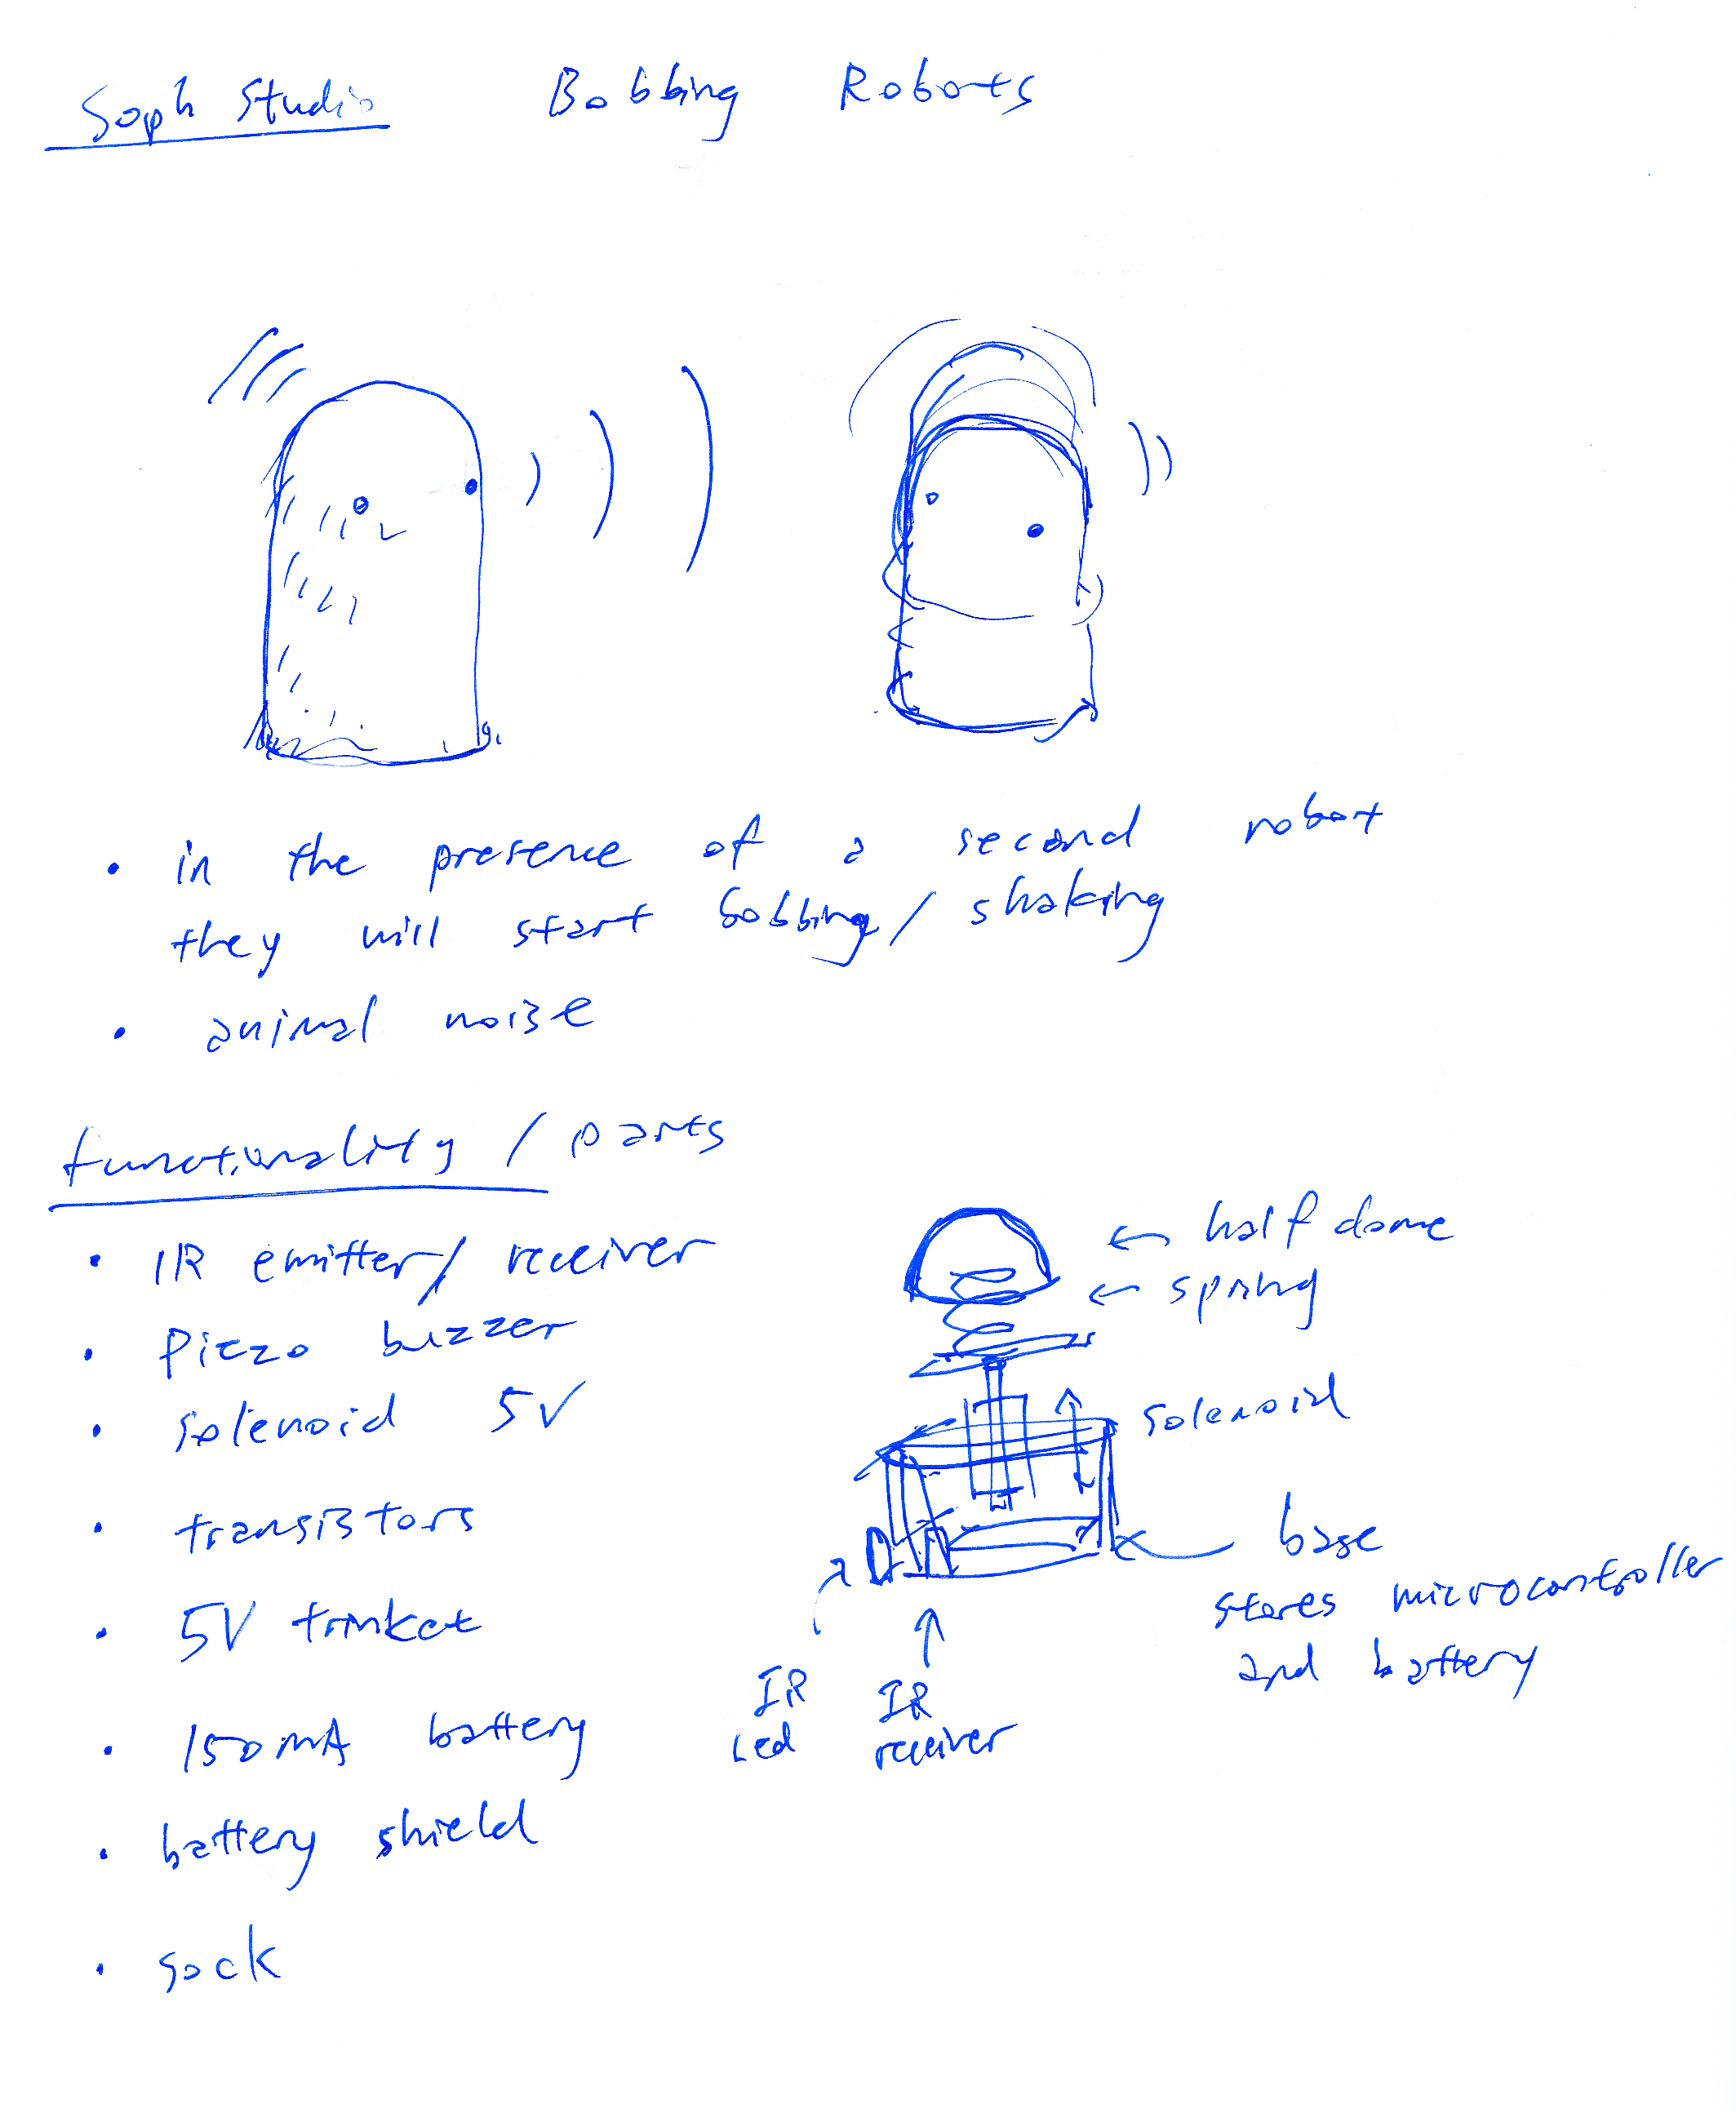 Soph Studio Bobbing Robots
• in the presence of a second robot
they will start bobbing/shaking
• animal noise
functionality / parts
• IR emitter/receiver
• Piezzo buzzer
• solenoid 5V
• transistors
• 5V trinket
• 150mA battery
• battery shield
• sock
← half dome
← spring
solenoid
base
stores microcontroller
and battery
IR
Led
IR
receiver